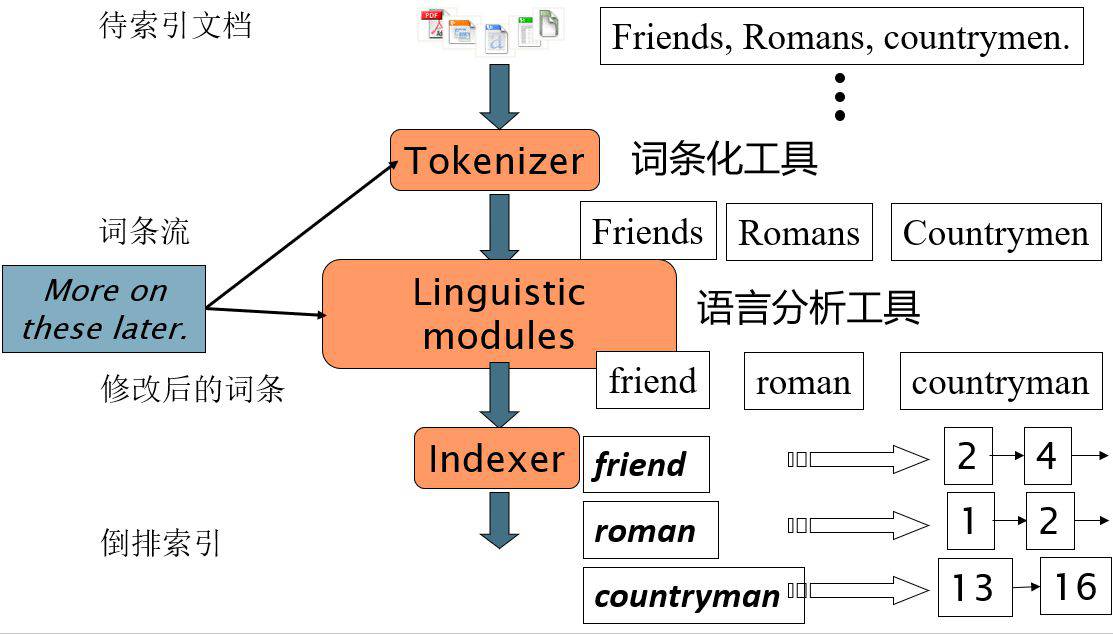 待索引文档
Friends, Romans, countrymen.
Tokenizer
词条化工具
词条流
Friends
Romans
Countrymen
More on
these later.
Linguistic
modules
语言分析工具
修改后的词条
friend
roman
countryman
Indexer
friend
2
4
roman
1
2
倒排索引
countryman
13
16